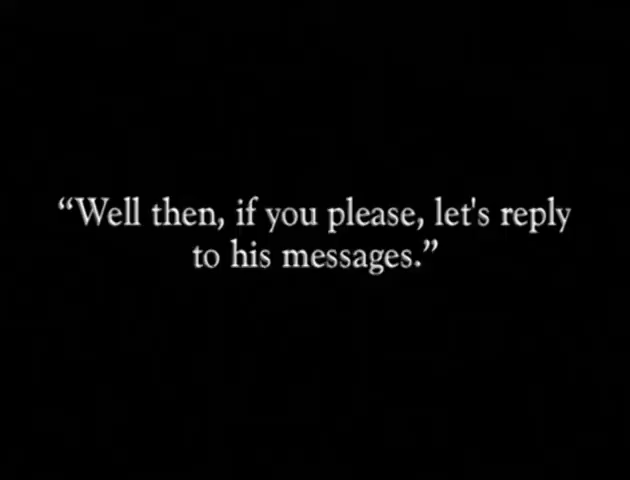 “Well then, if you please, let's reply
to his messages.”